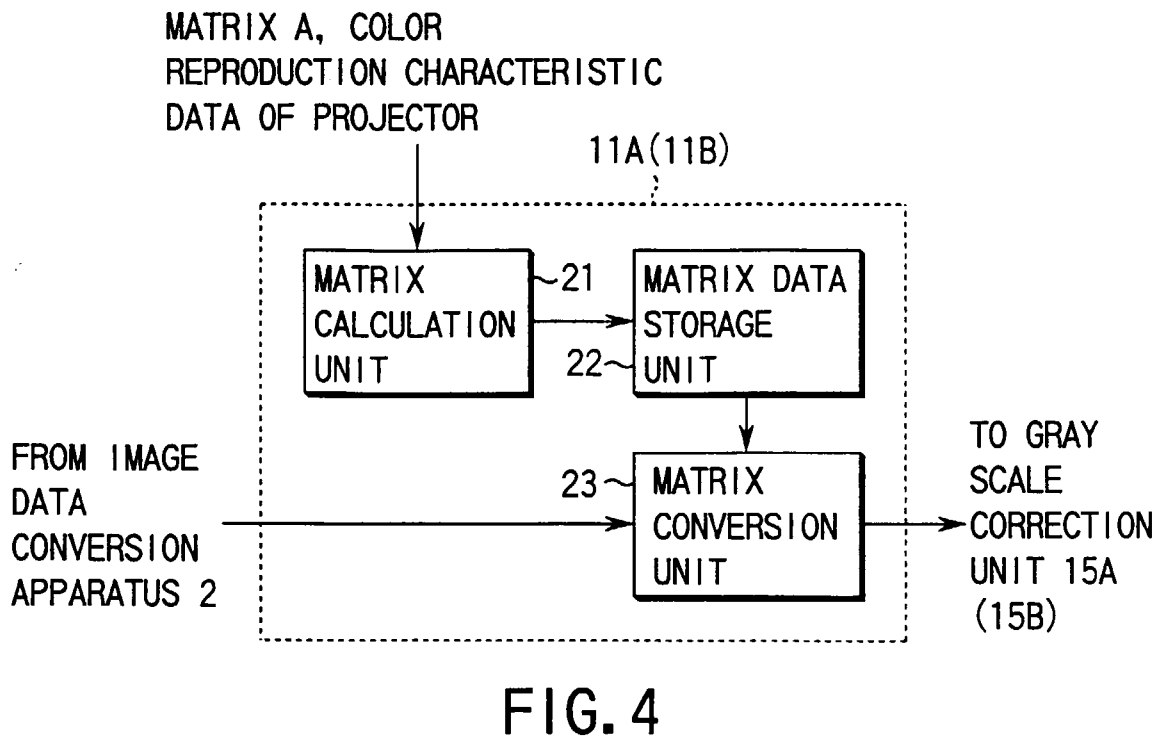 MATRIX A, COLOR
REPRODUCTION CHARACTERISTIC
DATA OF PROJECTOR
11A(11B)
MATRIX
CALCULATION
UNIT
21
MATRIX DATA
STORAGE
UNIT
22
FROM IMAGE
DATA
CONVERSION
APPARATUS 2
23
MATRIX
CONVERSION
UNIT
TO GRAY
SCALE
CORRECTION
UNIT 15A
(15B)
FIG. 4